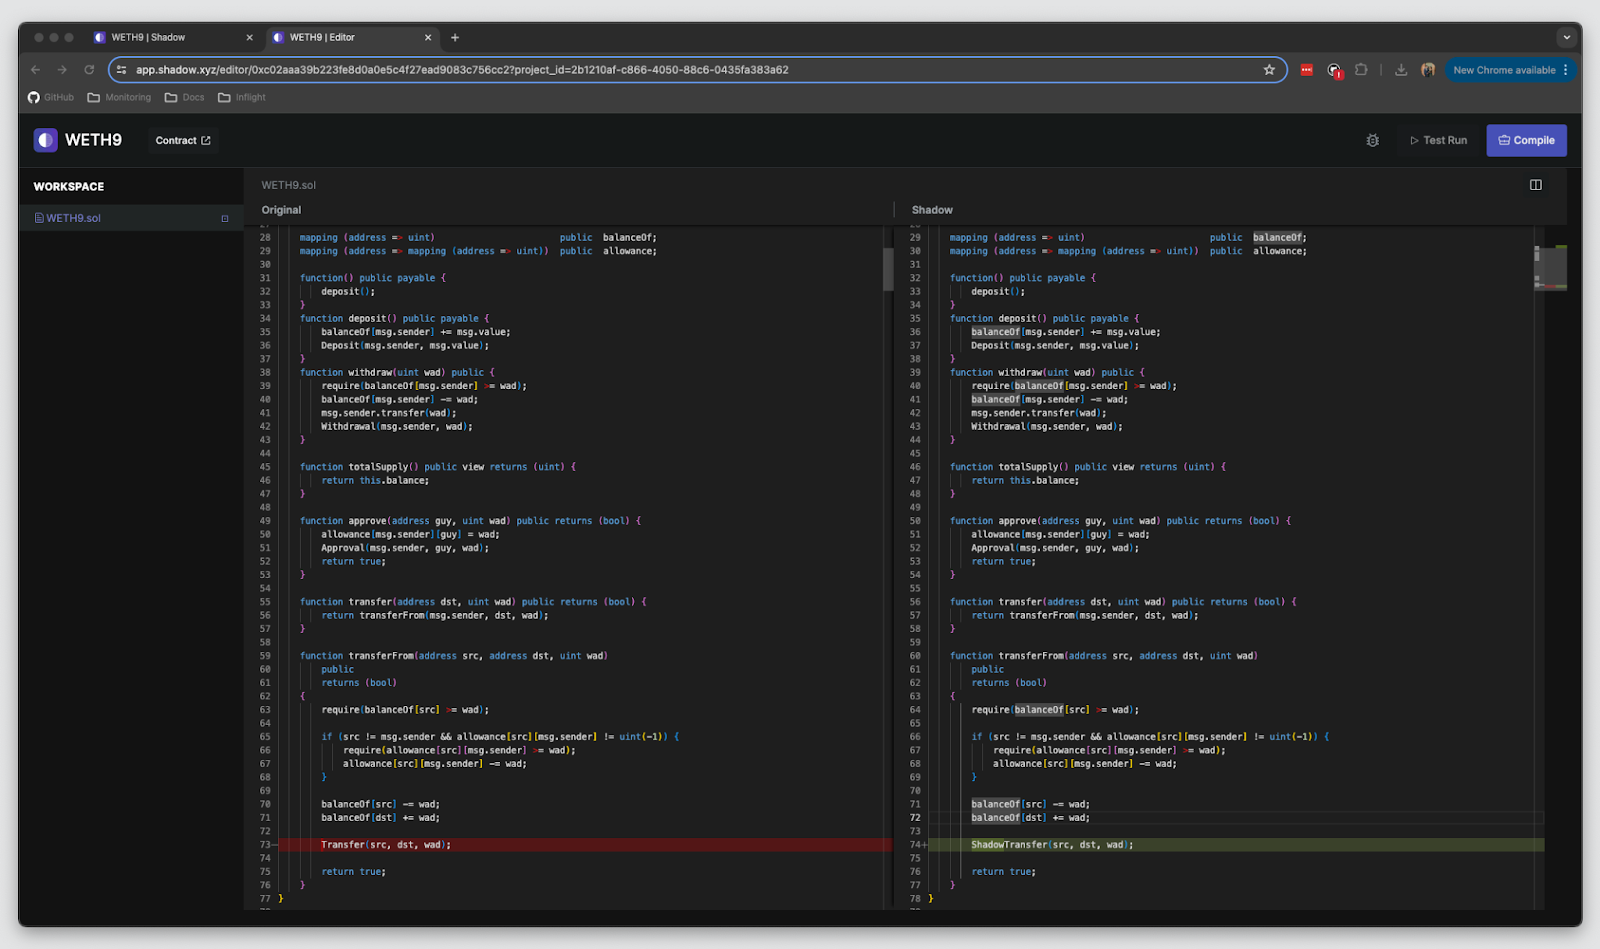 WETH9 | Shadow
WETH9 | Editor
app.shadow.xyz/editor/0xc02aaa39b223fe8d0a0e5c4f27ead9083c756cc2?project_id=2b1210af-c866-4050-88c6-0435fa383a62
New Chrome available
GitHub
Monitoring
Docs
Inflight
WETH9
Contract
Test Run
Compile
WORKSPACE
WETH9.sol
WETH9.sol
Original
28 mapping (address => uint) public balanceOf;
29 mapping (address => mapping (address => uint)) public allowance;
30
31 function() public payable {
32 deposit();
33 }
34 function deposit() public payable {
35 balanceOf[msg.sender] += msg.value;
36 Deposit(msg.sender, msg.value);
37 }
38 function withdraw(uint wad) public {
39 require(balanceOf[msg.sender] >= wad);
40 balanceOf[msg.sender] -= wad;
41 msg.sender.transfer(wad);
42 Withdrawal(msg.sender, wad);
43 }
44
45 function totalSupply() public view returns (uint) {
46 return this.balance;
47 }
48
49 function approve(address guy, uint wad) public returns (bool) {
50 allowance[msg.sender][guy] = wad;
51 Approval(msg.sender, guy, wad);
52 return true;
53 }
54
55 function transfer(address dst, uint wad) public returns (bool) {
56 return transferFrom(msg.sender, dst, wad);
57 }
58
59 function transferFrom(address src, address dst, uint wad)
60 public
61 returns (bool)
62 {
63 require(balanceOf[src] >= wad);
64
65 if (src != msg.sender && allowance[src][msg.sender] != uint(-1)) {
66 require(allowance[src][msg.sender] >= wad);
67 allowance[src][msg.sender] -= wad;
68 }
69
70 balanceOf[src] -= wad;
71 balanceOf[dst] += wad;
72
73- Transfer(src, dst, wad);
74
75 return true;
76 }
77 }
Shadow
29 mapping (address => uint) public balanceOf;
30 mapping (address => mapping (address => uint)) public allowance;
31
32 function() public payable {
33 deposit();
34 }
35 function deposit() public payable {
36 balanceOf[msg.sender] += msg.value;
37 Deposit(msg.sender, msg.value);
38 }
39 function withdraw(uint wad) public {
40 require(balanceOf[msg.sender] >= wad);
41 balanceOf[msg.sender] -= wad;
42 msg.sender.transfer(wad);
43 Withdrawal(msg.sender, wad);
44 }
45
46 function totalSupply() public view returns (uint) {
47 return this.balance;
48 }
49
50 function approve(address guy, uint wad) public returns (bool) {
51 allowance[msg.sender][guy] = wad;
52 Approval(msg.sender, guy, wad);
53 return true;
54 }
55
56 function transfer(address dst, uint wad) public returns (bool) {
57 return transferFrom(msg.sender, dst, wad);
58 }
59
60 function transferFrom(address src, address dst, uint wad)
61 public
62 returns (bool)
63 {
64 require(balanceOf[src] >= wad);
65
66 if (src != msg.sender && allowance[src][msg.sender] != uint(-1)) {
67 require(allowance[src][msg.sender] >= wad);
68 allowance[src][msg.sender] -= wad;
69 }
70
71 balanceOf[src] -= wad;
72 balanceOf[dst] += wad;
73
74+ ShadowTransfer(src, dst, wad);
75
76 return true;
77 }
78 }